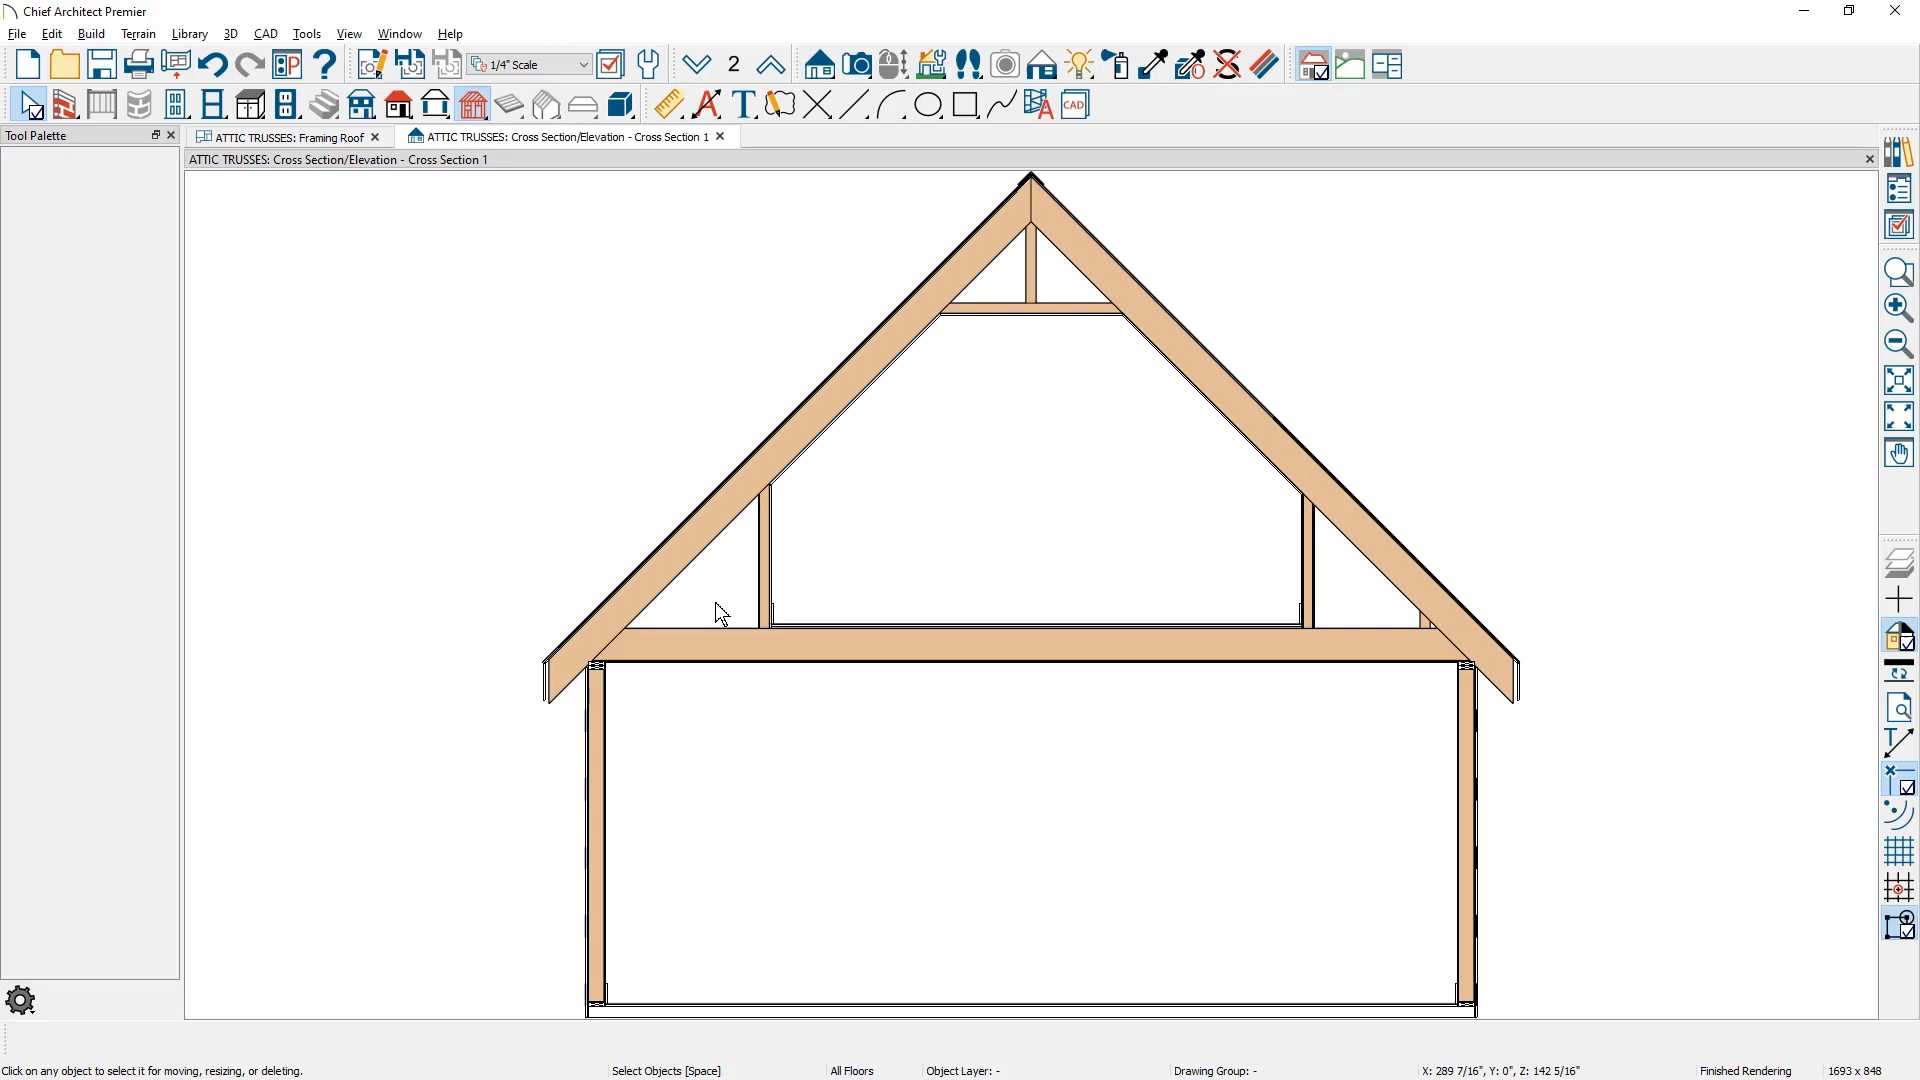 Chief Architect Premier
File Edit Build Terrain Library 3D CAD Tools View Window Help
1/4" Scale 2
T CAD
Tool Palette
ATTIC TRUSSES: Framing Roof ATTIC TRUSSES: Cross Section/Elevation - Cross Section 1
ATTIC TRUSSES: Cross Section/Elevation - Cross Section 1
Click on any object to select it for moving, resizing, or deleting. Select Objects [Space] All Floors Object Layer: - Drawing Group: - X: 289 7/16", Y: 0", Z: 142 5/16" Finished Rendering 1693 x 848